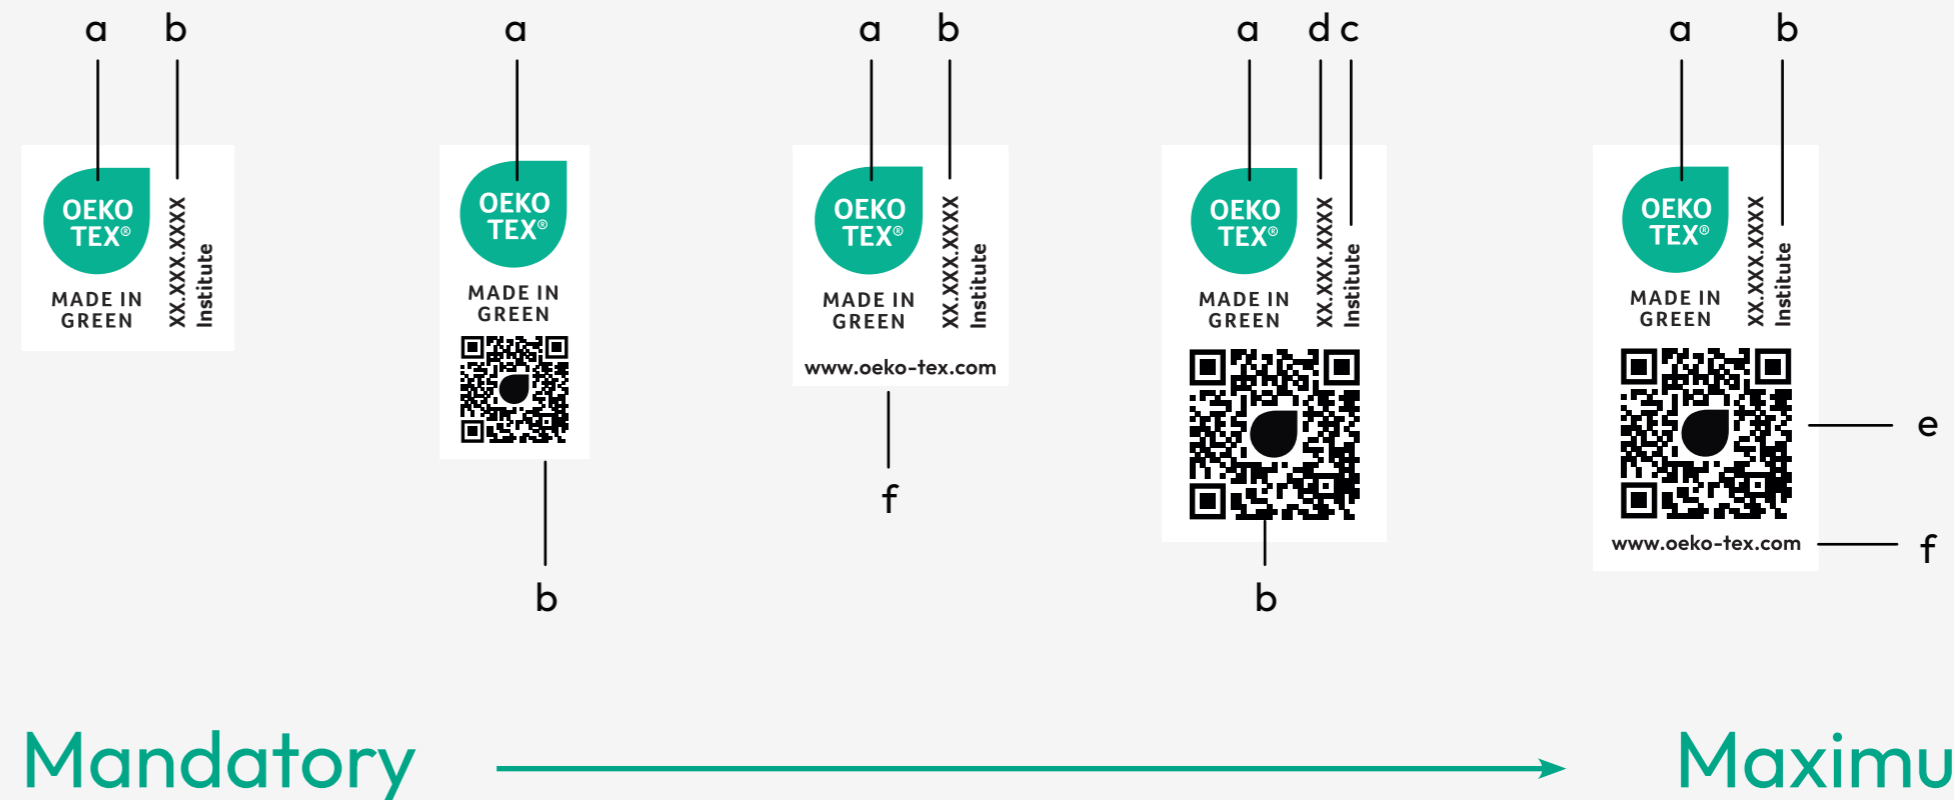 a b
a
a b
a d c
a b
OEKO
TEX®
MADE IN
GREEN
XX.XXX.XXXX
Institute
OEKO
TEX®
MADE IN
GREEN
b
OEKO
TEX®
MADE IN
GREEN
XX.XXX.XXXX
Institute
www.oeko-tex.com
f
OEKO
TEX®
MADE IN
GREEN
XX.XXX.XXXX
Institute
b
OEKO
TEX®
MADE IN
GREEN
XX.XXX.XXXX
Institute
e
www.oeko-tex.com
f
Mandatory
Maximu